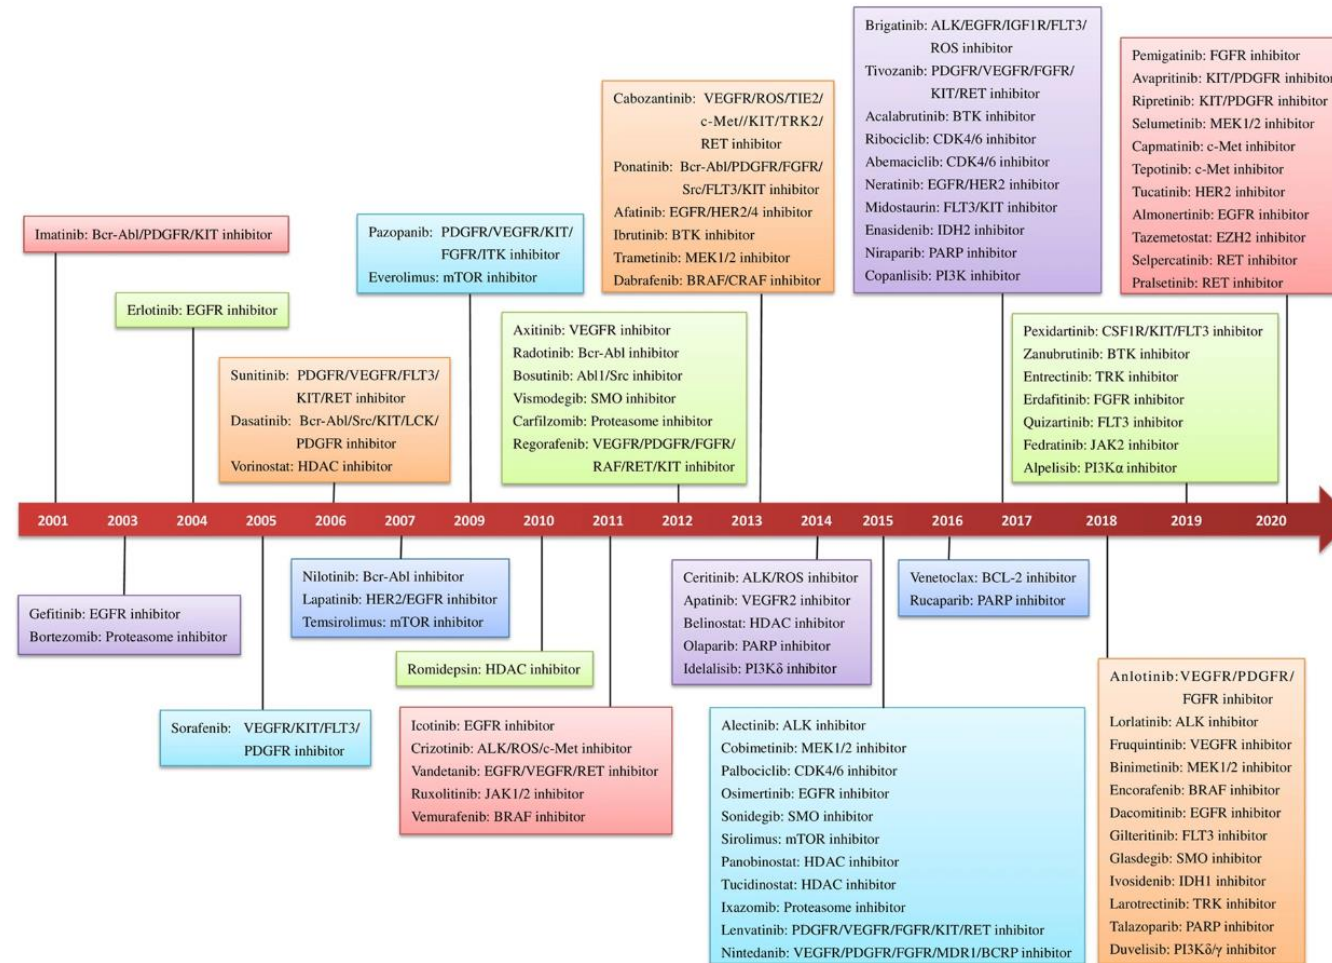 Imatinib: Bcr-Abl/PDGFR/KIT inhibitor
Erlotinib: EGFR inhibitor
Sunitinib: PDGFR/VEGFR/FLT3/
KIT/RET inhibitor
Dasatinib: Bcr-Abl/Src/KIT/LCK/
PDGFR inhibitor
Vorinostat: HDAC inhibitor
Pazopanib: PDGFR/VEGFR/KIT/
FGFR/ITK inhibitor
Everolimus: mTOR inhibitor
Axitinib: VEGFR inhibitor
Radotinib: Bcr-Abl inhibitor
Bosutinib: Abl1/Src inhibitor
Vismodegib: SMO inhibitor
Carfilzomib: Proteasome inhibitor
Regorafenib: VEGFR/PDGFR/FGFR/
RAF/RET/KIT inhibitor
Cabozantinib: VEGFR/ROS/TIE2/
c-Met//KIT/TRK2/
RET inhibitor
Ponatinib: Bcr-Abl/PDGFR/FGFR/
Src/FLT3/KIT inhibitor
Afatinib: EGFR/HER2/4 inhibitor
Ibrutinib: BTK inhibitor
Trametinib: MEK1/2 inhibitor
Dabrafenib: BRAF/CRAF inhibitor
Brigatinib: ALK/EGFR/IGF1R/FLT3/
ROS inhibitor
Tivozanib: PDGFR/VEGFR/FGFR/
KIT/RET inhibitor
Acalabrutinib: BTK inhibitor
Ribociclib: CDK4/6 inhibitor
Abemaciclib: CDK4/6 inhibitor
Neratinib: EGFR/HER2 inhibitor
Midostaurin: FLT3/KIT inhibitor
Enasidenib: IDH2 inhibitor
Niraparib: PARP inhibitor
Copanlisib: PI3K inhibitor
Pexidartinib: CSF1R/KIT/FLT3 inhibitor
Zanubrutinib: BTK inhibitor
Entrectinib: TRK inhibitor
Erdafitinib: FGFR inhibitor
Quizartinib: FLT3 inhibitor
Fedratinib: JAK2 inhibitor
Alpelisib: PI3Kα inhibitor
Pemigatinib: FGFR inhibitor
Avapritinib: KIT/PDGFR inhibitor
Ripretinib: KIT/PDGFR inhibitor
Selumetinib: MEK1/2 inhibitor
Capmatinib: c-Met inhibitor
Tepotinib: c-Met inhibitor
Tucatinib: HER2 inhibitor
Almonertinib: EGFR inhibitor
Tazemetostat: EZH2 inhibitor
Selpercatinib: RET inhibitor
Pralsetinib: RET inhibitor
2001 2003 2004 2005 2006 2007 2009 2010 2011 2012 2013 2014 2015 2016 2017 2018 2019 2020
Gefitinib: EGFR inhibitor
Bortezomib: Proteasome inhibitor
Sorafenib: VEGFR/KIT/FLT3/
PDGFR inhibitor
Nilotinib: Bcr-Abl inhibitor
Lapatinib: HER2/EGFR inhibitor
Temsirolimus: mTOR inhibitor
Romidepsin: HDAC inhibitor
Icotinib: EGFR inhibitor
Crizotinib: ALK/ROS/c-Met inhibitor
Vandetanib: EGFR/VEGFR/RET inhibitor
Ruxolitinib: JAK1/2 inhibitor
Vemurafenib: BRAF inhibitor
Ceritinib: ALK/ROS inhibitor
Apatinib: VEGFR2 inhibitor
Belinostat: HDAC inhibitor
Olaparib: PARP inhibitor
Idelalisib: PI3Kδ inhibitor
Alectinib: ALK inhibitor
Cobimetinib: MEK1/2 inhibitor
Palbociclib: CDK4/6 inhibitor
Osimertinib: EGFR inhibitor
Sonidegib: SMO inhibitor
Sirolimus: mTOR inhibitor
Panobinostat: HDAC inhibitor
Tucidinostat: HDAC inhibitor
Ixazomib: Proteasome inhibitor
Lenvatinib: PDGFR/VEGFR/FGFR/KIT/RET inhibitor
Nintedanib: VEGFR/PDGFR/FGFR/MDR1/BCRP inhibitor
Venetoclax: BCL-2 inhibitor
Rucaparib: PARP inhibitor
Anlotinib: VEGFR/PDGFR/
FGFR inhibitor
Lorlatinib: ALK inhibitor
Fruquintinib: VEGFR inhibitor
Binimetinib: MEK1/2 inhibitor
Encorafenib: BRAF inhibitor
Dacomitinib: EGFR inhibitor
Gilteritinib: FLT3 inhibitor
Glasdegib: SMO inhibitor
Ivosidenib: IDH1 inhibitor
Larotrectinib: TRK inhibitor
Talazoparib: PARP inhibitor
Duvelisib: PI3Kδ/γ inhibitor